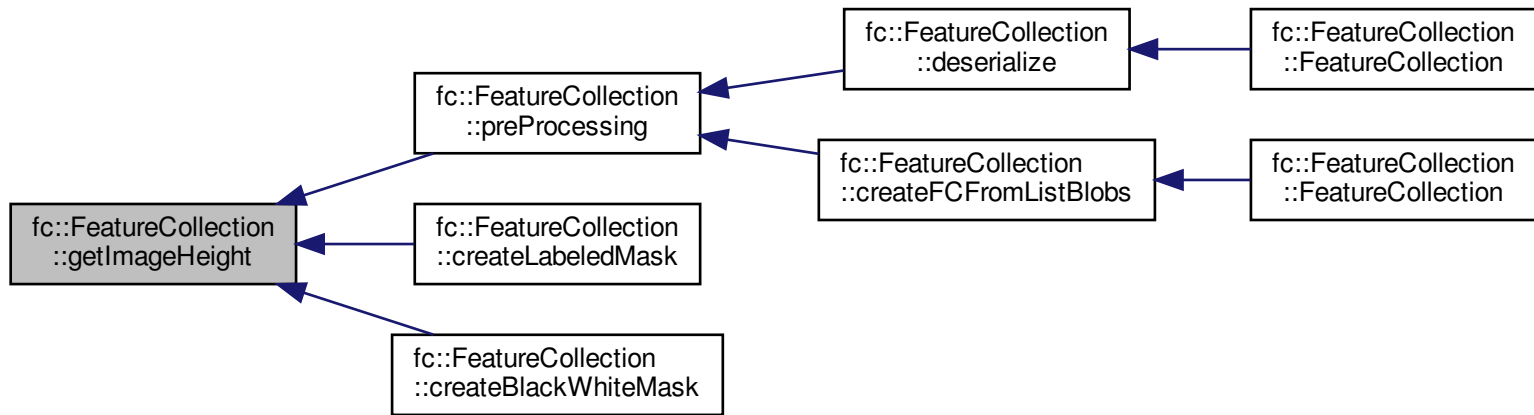 fc::FeatureCollection
::getImageHeight
fc::FeatureCollection
::preProcessing
fc::FeatureCollection
::deserialize
fc::FeatureCollection
::FeatureCollection
fc::FeatureCollection
::createFCFromListBlobs
fc::FeatureCollection
::FeatureCollection
fc::FeatureCollection
::createLabeledMask
fc::FeatureCollection
::createBlackWhiteMask